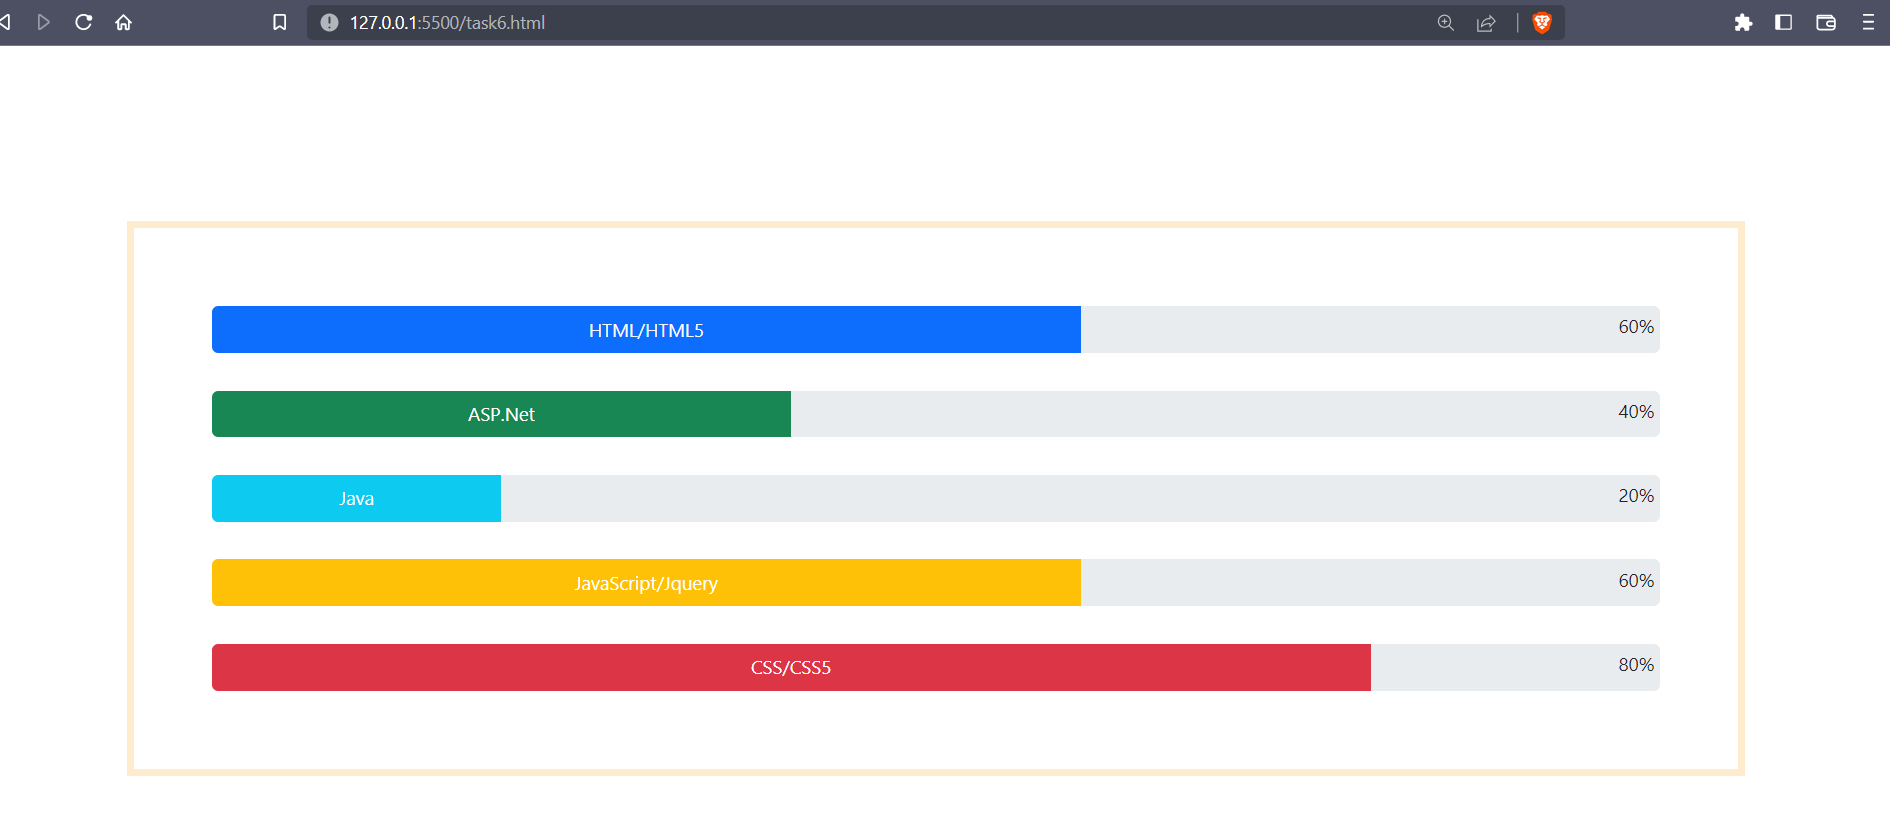 127.0.0.1:5500/task6.html
HTML/HTML5 60%
ASP.Net 40%
Java 20%
JavaScript/Jquery 60%
CSS/CSS5 80%